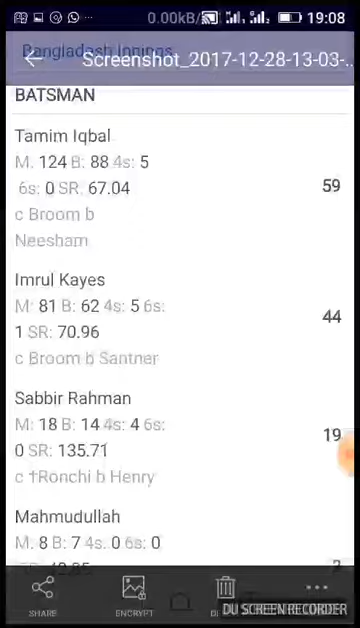 0.00kB/s 19:08
Bangladash Innings
Screenshot_2017-12-28-13-03-..
BATSMAN
Tamim Iqbal
M: 124 B: 88 4s: 5
6s: 0 SR: 67.04
59
c Broom b
Neesham
Imrul Kayes
M: 81 B: 62 4s: 5 6s:
1 SR: 70.96
44
c Broom b Santner
Sabbir Rahman
M: 18 B: 14 4s: 4 6s:
0 SR: 135.71
19
c †Ronchi b Henry
Mahmudullah
M: 8 B: 7 4s: 0 6s: 0
SHARE
ENCRYPT
DU SCREEN RECORDER